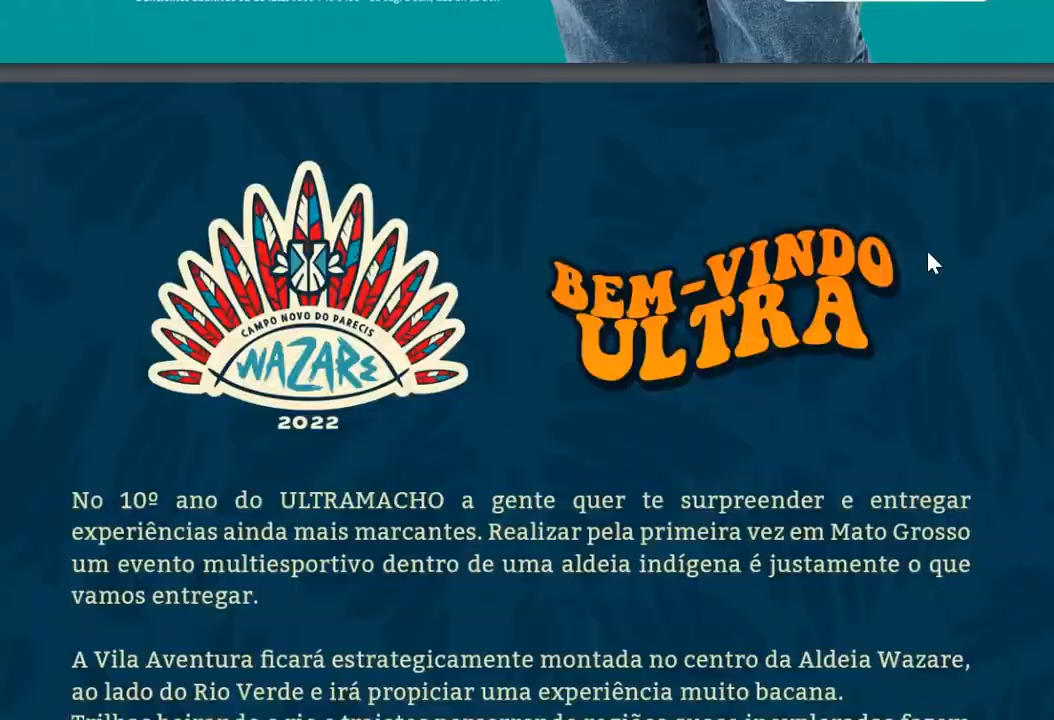 CAMPO NOVO DO PARECIS
WAZARE
2022
BEM-VINDO
ULTRA
No 10º ano do ULTRAMACHO a gente quer te surpreender e entregar
experiências ainda mais marcantes. Realizar pela primeira vez em Mato Grosso
um evento multiesportivo dentro de uma aldeia indígena é justamente o que
vamos entregar.
A Vila Aventura ficará estrategicamente montada no centro da Aldeia Wazare,
ao lado do Rio Verde e irá propiciar uma experiência muito bacana.